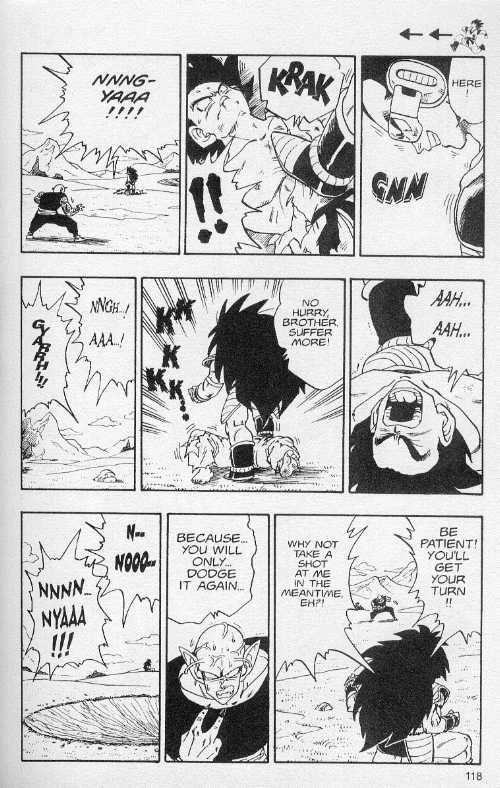 HERE
!
GNN
KRAK
!!
NNNG-
YAAA
!!!!
AAH...
AAH...
NO
HURRY,
BROTHER.
SUFFER
MORE!
KK
K
KK...
NNGH...!
AAA...!
GYARRH!!!
BE
PATIENT!
YOU'LL
GET
YOUR
TURN
!!
WHY NOT
TAKE A
SHOT
AT ME
IN THE
MEANTIME,
EH?!
BECAUSE...
YOU WILL
ONLY...
DODGE
IT AGAIN...
N--
NOOO--
NNNN...
NYAAA
!!!
118